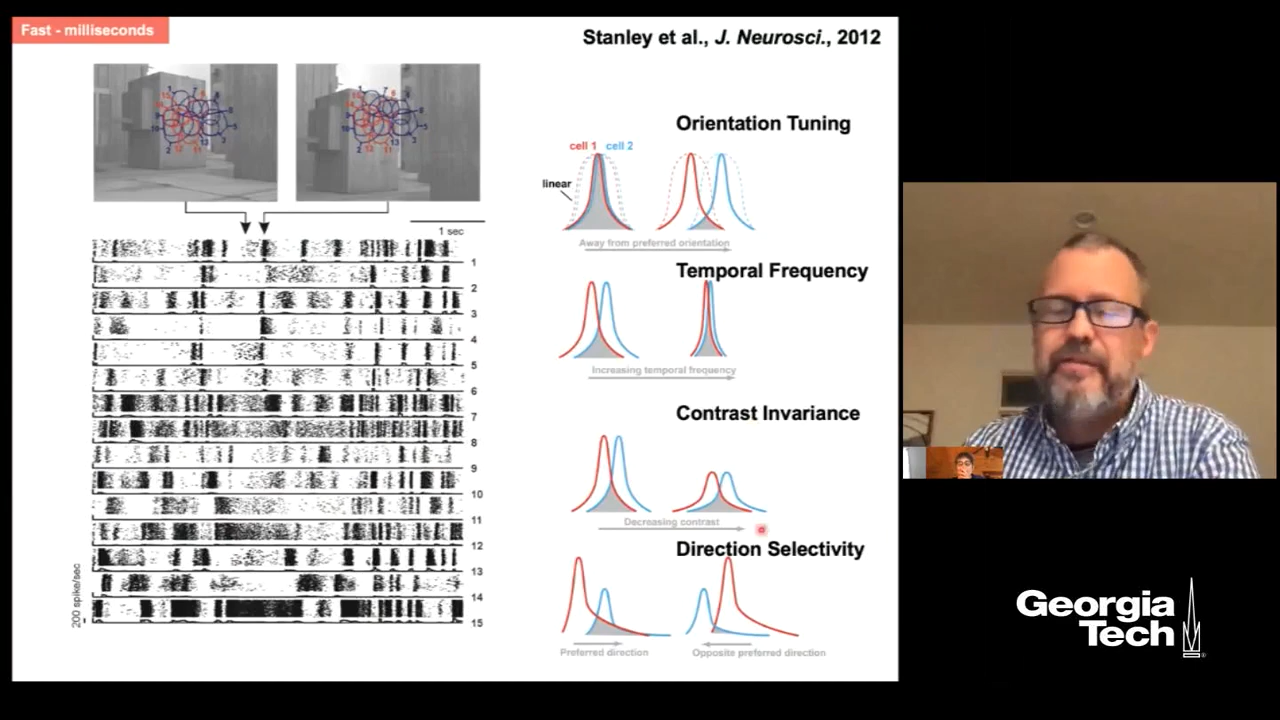 Fast - milliseconds
Stanley et al., J. Neurosci., 2012
1 sec
1
2
3
4
5
6
7
8
9
10
11
12
13
14
15
200 spike/sec
Orientation Tuning
cell 1 cell 2
linear
Away from preferred orientation
Temporal Frequency
Increasing temporal frequency
Contrast Invariance
Decreasing contrast
Direction Selectivity
Preferred direction
Opposite preferred direction
Georgia
Tech